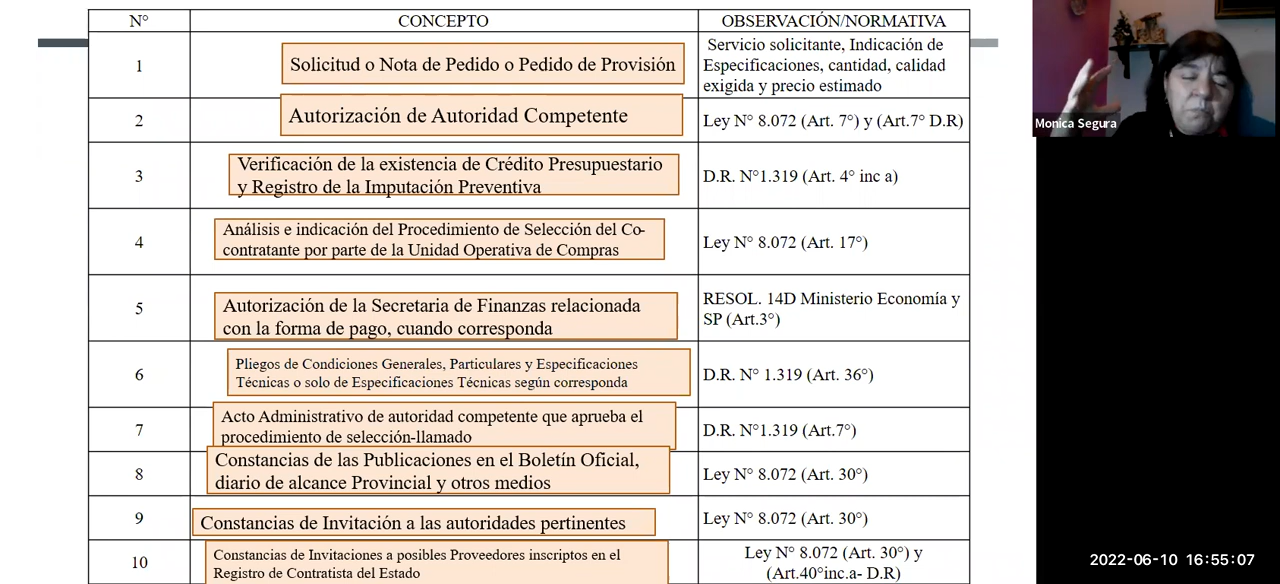 N°
CONCEPTO
OBSERVACIÓN/NORMATIVA
1
Solicitud o Nota de Pedido o Pedido de Provisión
Servicio solicitante, Indicación de
Especificaciones, cantidad, calidad
exigida y precio estimado
2
Autorización de Autoridad Competente
Ley N° 8.072 (Art. 7°) y (Art.7° D.R)
3
Verificación de la existencia de Crédito Presupuestario
y Registro de la Imputación Preventiva
D.R. N°1.319 (Art. 4° inc a)
4
Análisis e indicación del Procedimiento de Selección del Co-
contratante por parte de la Unidad Operativa de Compras
Ley N° 8.072 (Art. 17°)
5
Autorización de la Secretaria de Finanzas relacionada
con la forma de pago, cuando corresponda
RESOL. 14D Ministerio Economía y
SP (Art.3°)
6
Pliegos de Condiciones Generales, Particulares y Especificaciones
Técnicas o solo de Especificaciones Técnicas según corresponda
D.R. N° 1.319 (Art. 36°)
7
Acto Administrativo de autoridad competente que aprueba el
procedimiento de selección-llamado
D.R. N°1.319 (Art.7°)
8
Constancias de las Publicaciones en el Boletín Oficial,
diario de alcance Provincial y otros medios
Ley N° 8.072 (Art. 30°)
9
Constancias de Invitación a las autoridades pertinentes
Ley N° 8.072 (Art. 30°)
10
Constancias de Invitaciones a posibles Proveedores inscriptos en el
Registro de Contratista del Estado
Ley N° 8.072 (Art. 30°) y
(Art.40°inc.a- D.R)
Monica Segura
2022-06-10 16:55:07